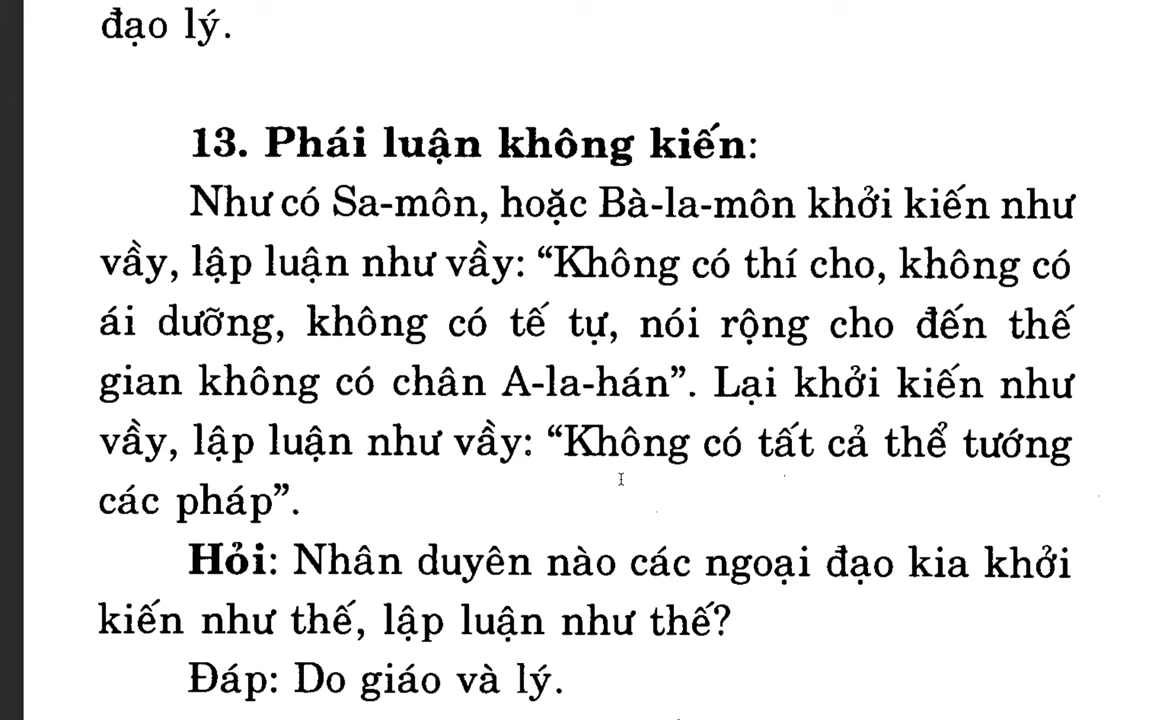 đạo lý.
13. Phái luận không kiến:
Như có Sa-môn, hoặc Bà-la-môn khởi kiến như
vầy, lập luận như vầy: “Không có thí cho, không có
ái dưỡng, không có tế tự, nói rộng cho đến thế
gian không có chân A-la-hán”. Lại khởi kiến như
vầy, lập luận như vầy: “Không có tất cả thể tướng
các pháp”.
Hỏi: Nhân duyên nào các ngoại đạo kia khởi
kiến như thế, lập luận như thế?
Đáp: Do giáo và lý.